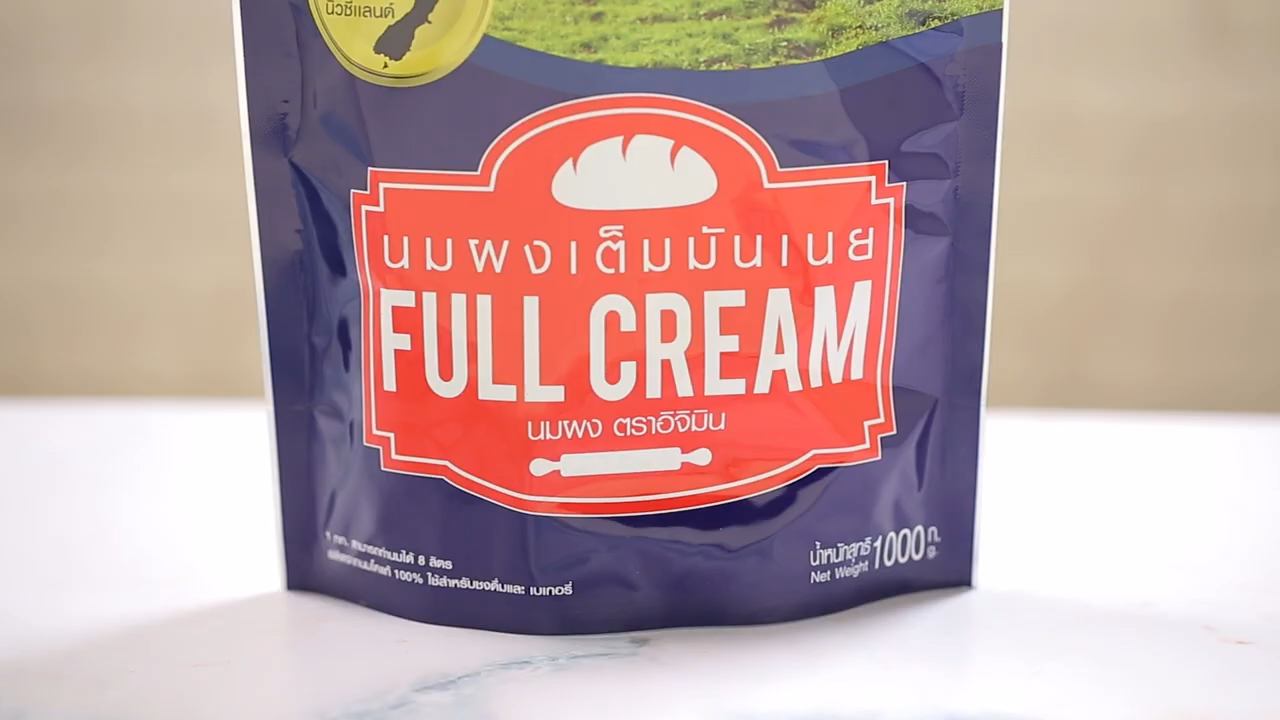 นิวซีแลนด์
นมผงเต็มมันเนย
FULL CREAM
นมผง ตราอิจิมิน
1 กก. สามารถทำนมได้ 8 ลิตร
100% ใช้สำหรับชงดื่มและ เบเกอรี่
น้ำหนักสุทธิ 1000 ก.
Net Weight g.